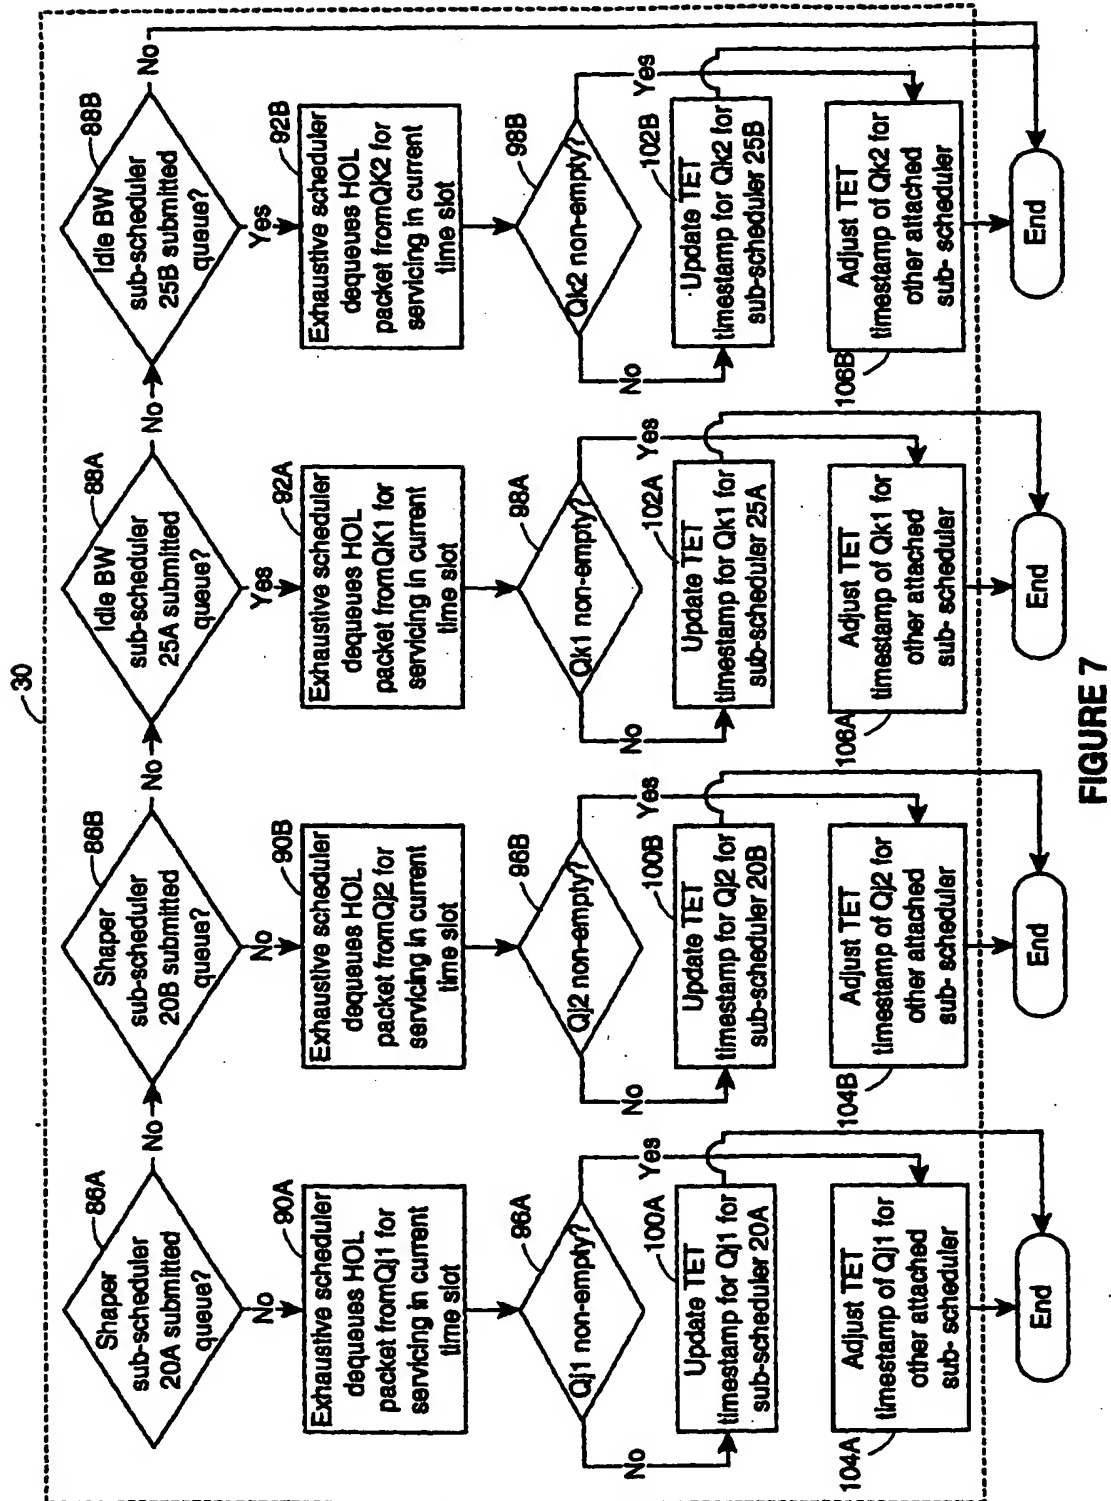 30
86A
Shaper
sub-scheduler
20A submitted
queue?
No
No
90A
Exhaustive scheduler
dequeues HOL
packet fromQj1 for
servicing in current
time slot
96A
Qj1 non-empty?
No
Yes
100A
Update TET
timestamp for Qj1 for
sub-scheduler 20A
104A
Adjust TET
timestamp of Qj1 for
other attached
sub- scheduler
End
86B
Shaper
sub-scheduler
20B submitted
queue?
No
No
90B
Exhaustive scheduler
dequeues HOL
packet fromQj2 for
servicing in current
time slot
96B
Qj2 non-empty?
No
Yes
100B
Update TET
timestamp for Qj2 for
sub-scheduler 20B
104B
Adjust TET
timestamp of Qj2 for
other attached
sub- scheduler
End
88A
Idle BW
sub-scheduler
25A submitted
queue?
No
Yes
92A
Exhaustive scheduler
dequeues HOL
packet fromQK1 for
servicing in current
time slot
98A
Qk1 non-empty?
No
Yes
102A
Update TET
timestamp for Qk1 for
sub-scheduler 25A
106A
Adjust TET
timestamp of Qk1 for
other attached
sub- scheduler
End
88B
Idle BW
sub-scheduler
25B submitted
queue?
No
Yes
92B
Exhaustive scheduler
dequeues HOL
packet fromQK2 for
servicing in current
time slot
98B
Qk2 non-empty?
No
Yes
102B
Update TET
timestamp for Qk2 for
sub-scheduler 25B
106B
Adjust TET
timestamp of Qk2 for
other attached
sub- scheduler
End
FIGURE 7